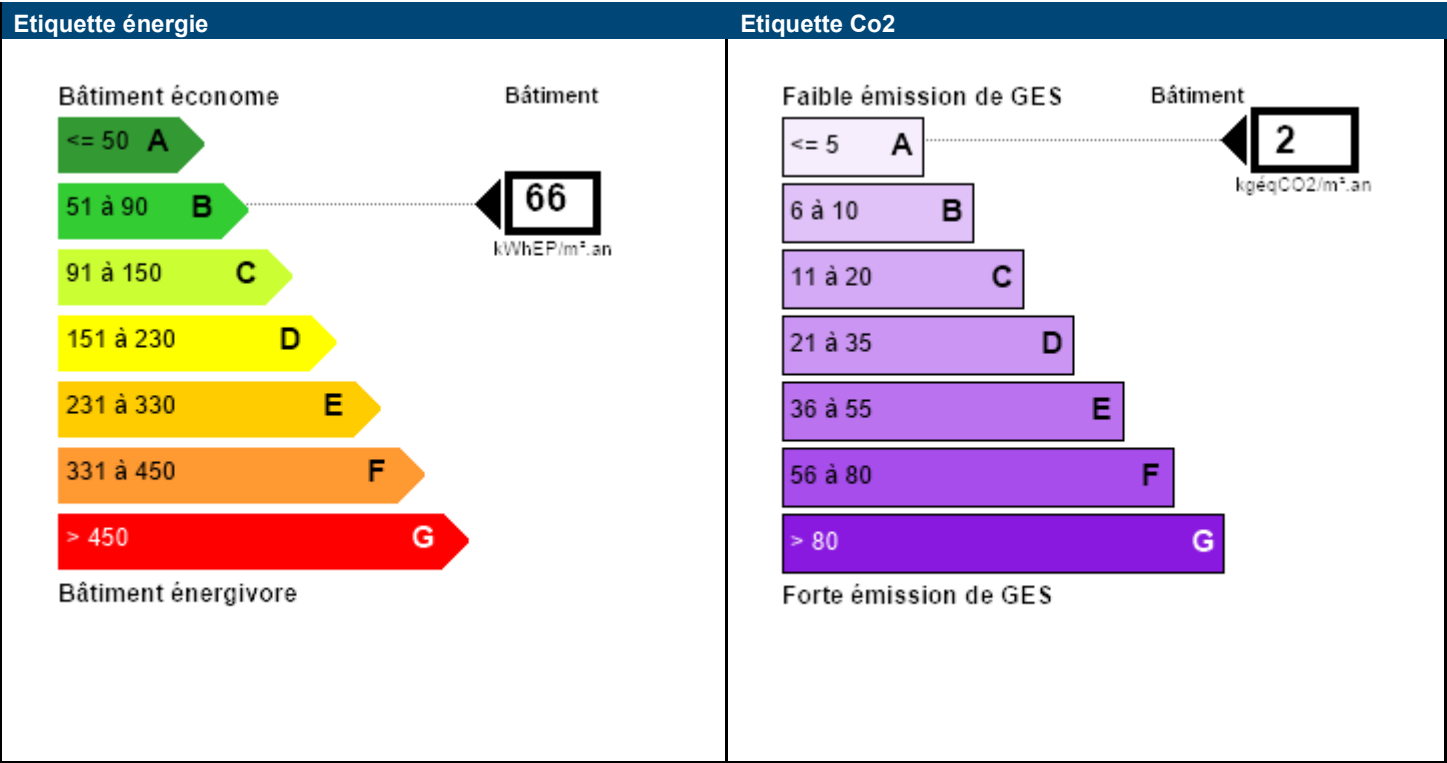 Etiquette énergie
Bâtiment économe
Bâtiment
<= 50 A
51 à 90 B
66
kWhEP/m².an
91 à 150 C
151 à 230 D
231 à 330 E
331 à 450 F
> 450 G
Bâtiment énergivore
Etiquette Co2
Faible émission de GES
Bâtiment
<= 5 A
2
kgéqCO2/m².an
6 à 10 B
11 à 20 C
21 à 35 D
36 à 55 E
56 à 80 F
> 80 G
Forte émission de GES